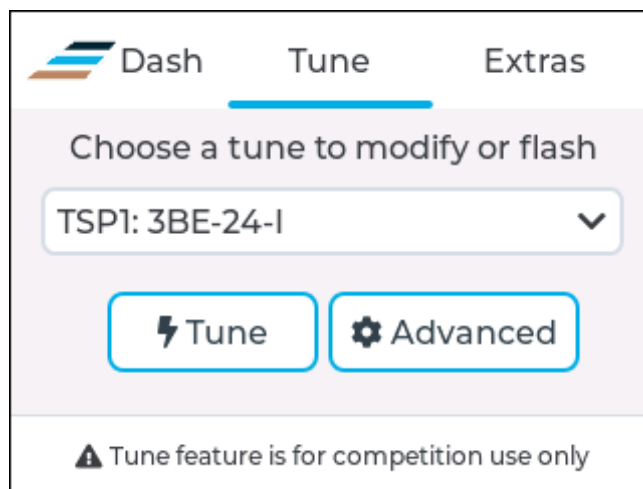 Dash Tune Extras
Choose a tune to modify or flash
TSP1: 3BE-24-I
Tune Advanced
Tune feature is for competition use only